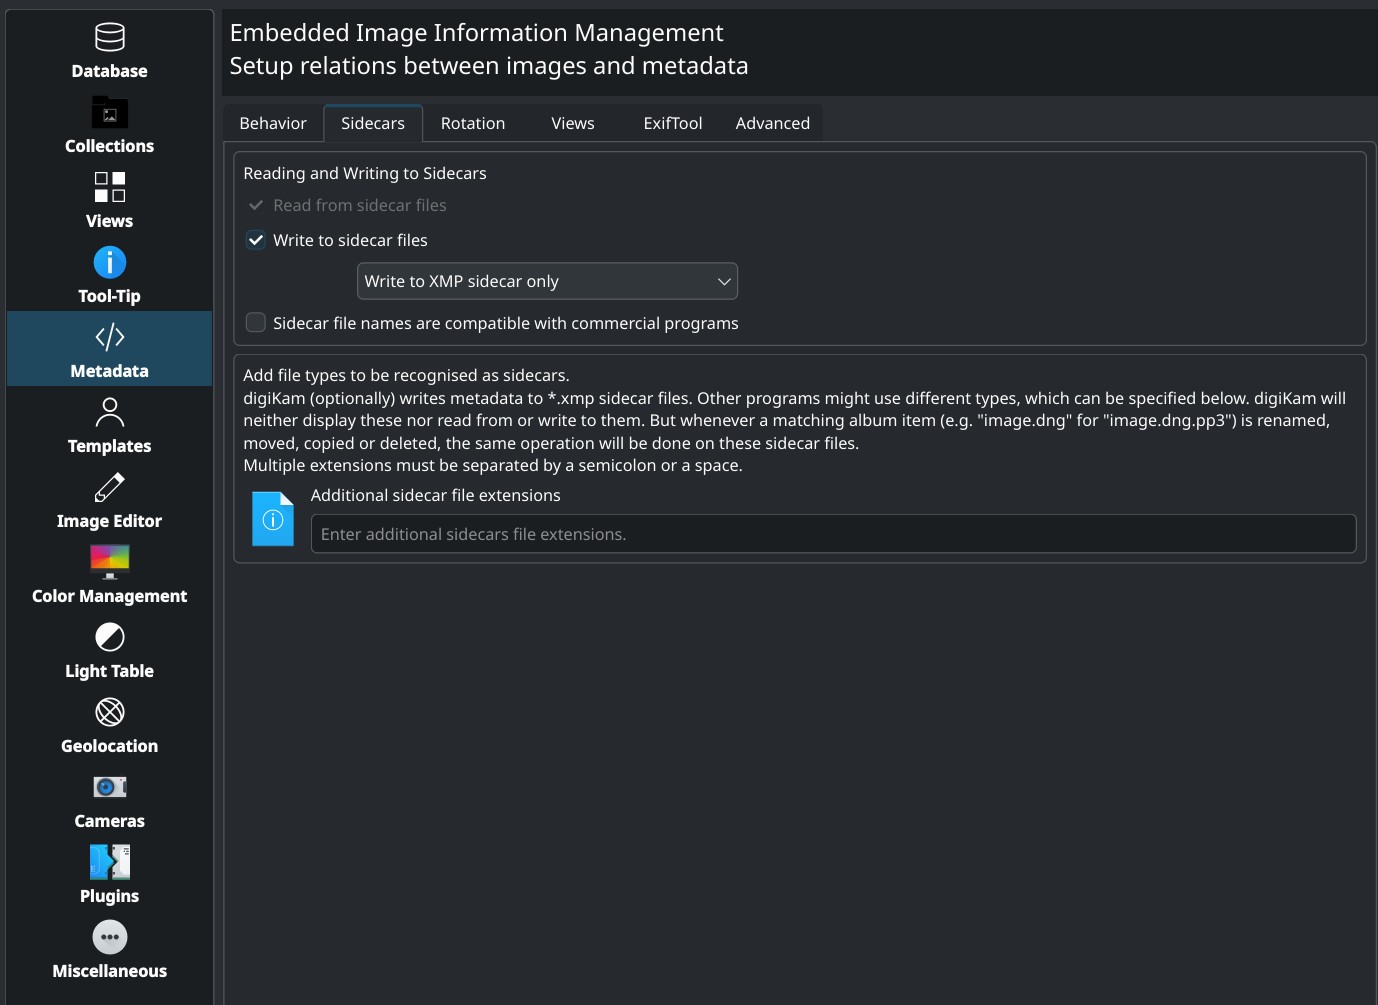 Database
Collections
Views
Tool-Tip
Metadata
Templates
Image Editor
Color Management
Light Table
Geolocation
Cameras
Plugins
Miscellaneous
Embedded Image Information Management
Setup relations between images and metadata
Behavior Sidecars Rotation Views ExifTool Advanced
Reading and Writing to Sidecars
Read from sidecar files
Write to sidecar files
Write to XMP sidecar only
Sidecar file names are compatible with commercial programs
Add file types to be recognised as sidecars.
digiKam (optionally) writes metadata to *.xmp sidecar files. Other programs might use different types, which can be specified below. digiKam will
neither display these nor read from or write to them. But whenever a matching album item (e.g. "image.dng" for "image.dng.pp3") is renamed,
moved, copied or deleted, the same operation will be done on these sidecar files.
Multiple extensions must be separated by a semicolon or a space.
Additional sidecar file extensions
Enter additional sidecars file extensions.